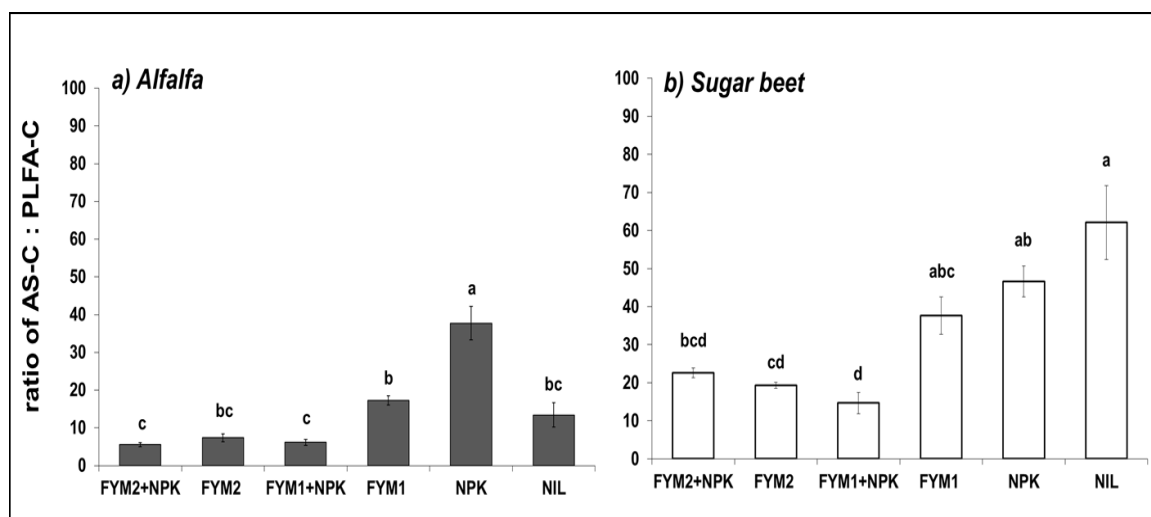 ratio of AS-C : PLFA-C
a) Alfalfa
100
90
80
70
60
50
40
30
20
10
0
c
bc
c
b
a
bc
FYM2+NPK FYM2 FYM1+NPK FYM1 NPK NIL
b) Sugar beet
100
90
80
70
60
50
40
30
20
10
0
bcd
cd
d
abc
ab
a
FYM2+NPK FYM2 FYM1+NPK FYM1 NPK NIL